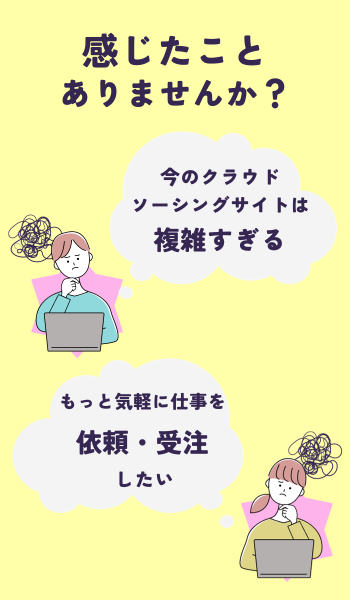 感じたこと
ありませんか？
今のクラウド
ソーシングサイトは
複雑すぎる
もっと気軽に仕事を
依頼・受注
したい